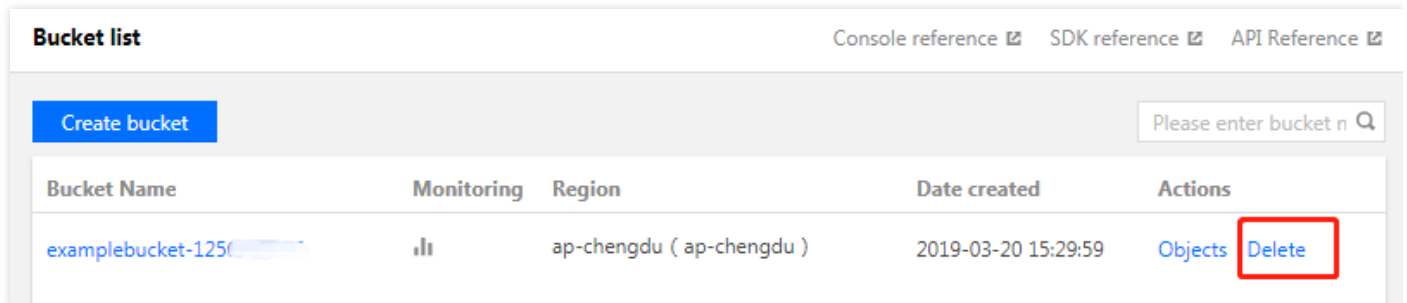 Bucket list
Console reference SDK reference API Reference
Create bucket
Please enter bucket n
Bucket Name Monitoring Region Date created Actions
examplebucket-125 ap-chengdu ( ap-chengdu ) 2019-03-20 15:29:59 Objects Delete